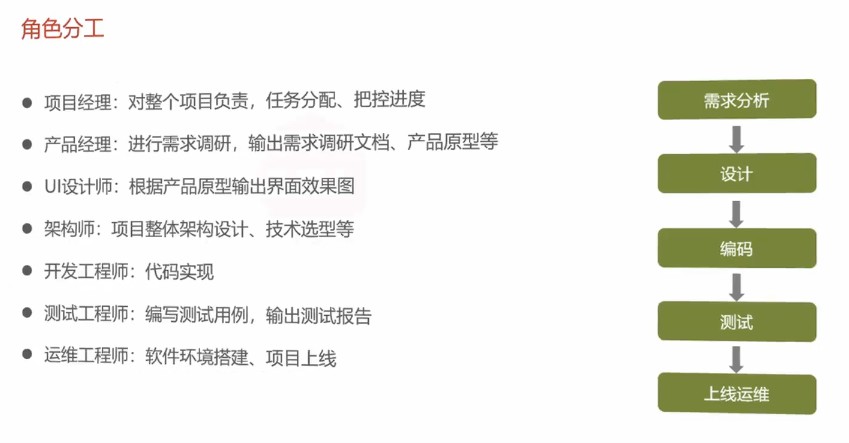 角色分工
项目经理：对整个项目负责，任务分配、把控进度
产品经理：进行需求调研，输出需求调研文档、产品原型等
UI设计师：根据产品原型输出界面效果图
架构师：项目整体架构设计、技术选型等
开发工程师：代码实现
测试工程师：编写测试用例，输出测试报告
运维工程师：软件环境搭建、项目上线
需求分析
设计
编码
测试
上线运维